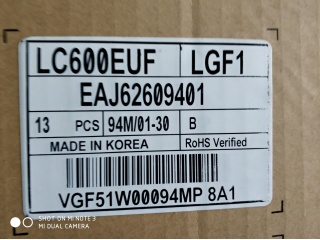 LC600EUF LGF1
EAJ62609401
13 PCS 94M/01-30 B
MADE IN KOREA RoHS Verified
VGF51W00094MP 8A1
SHOT ON MI NOTE 3
MI DUAL CAMERA